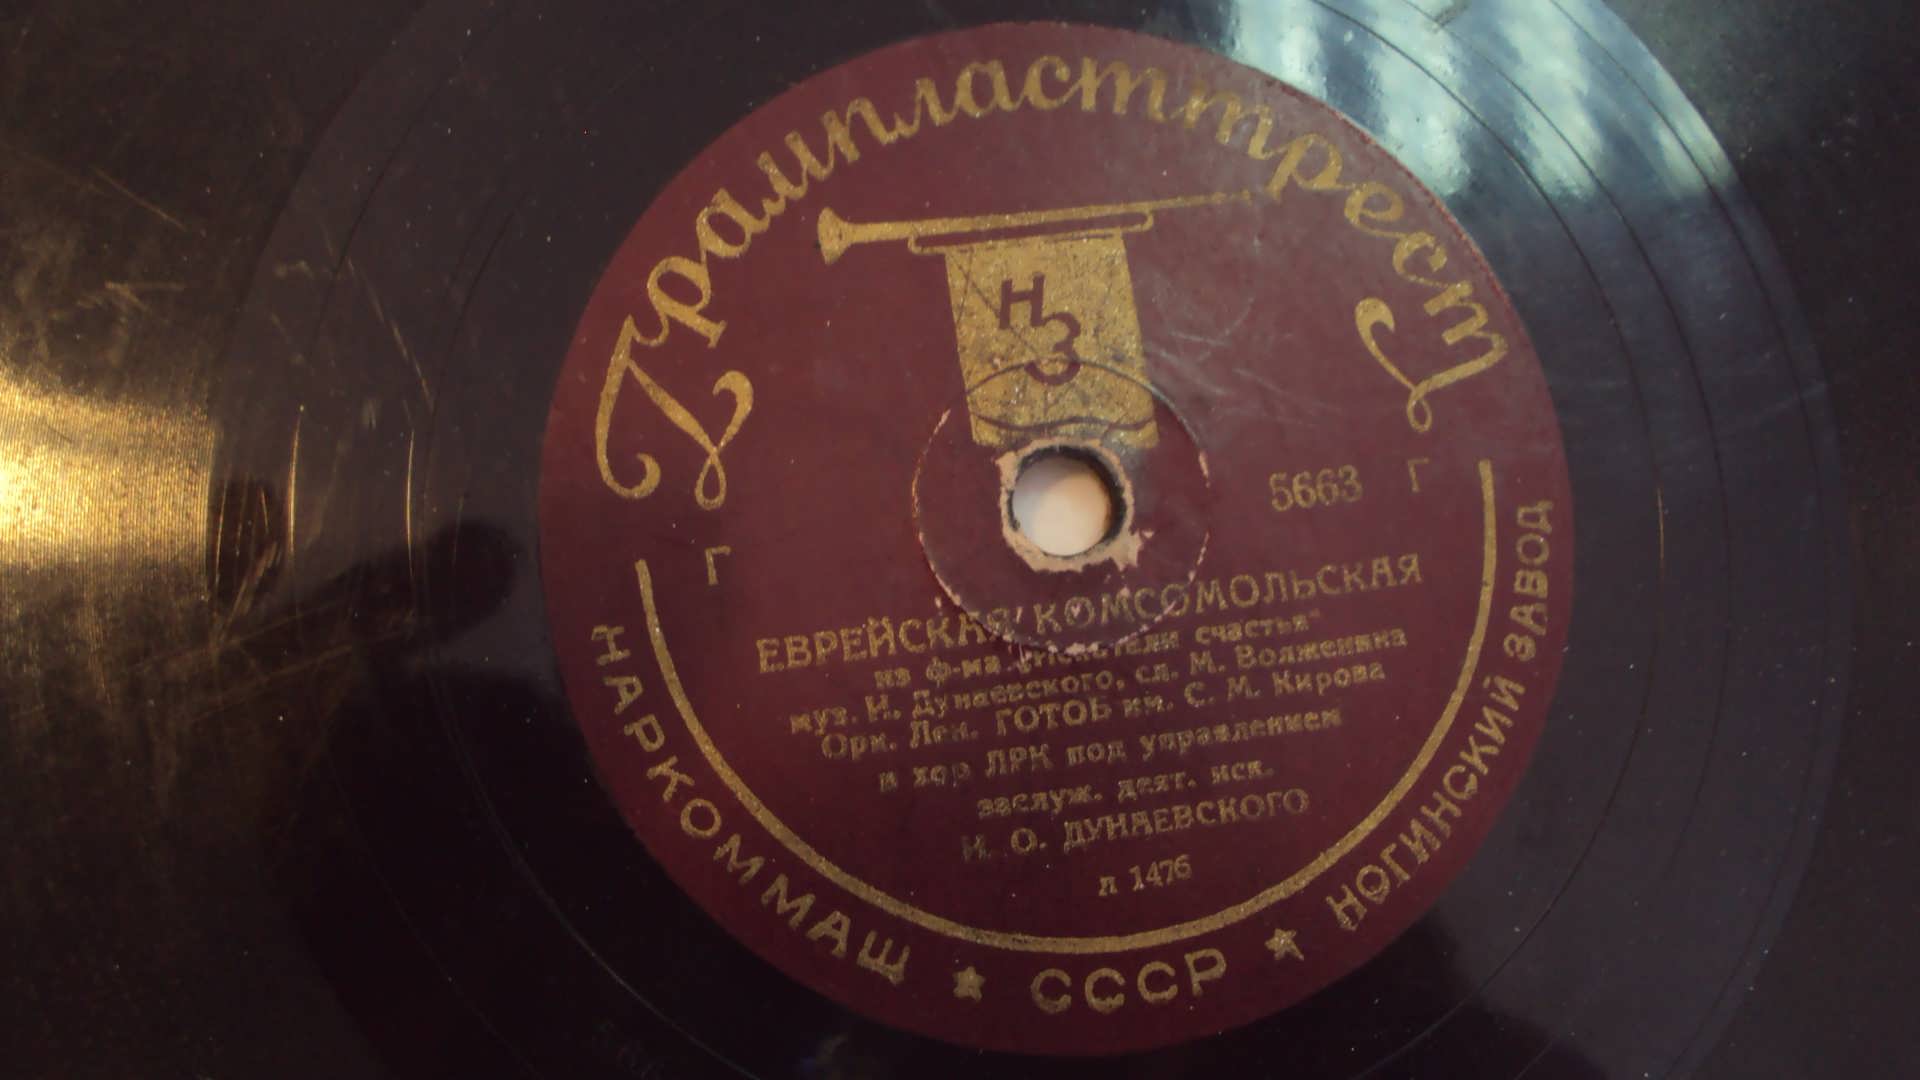 Грампласттрест
НЗ
5663
Г
Г
ЕВРЕЙСКАЯ КОМСОМОЛЬСКАЯ
из ф-ма счастья"
муз. И. Дунаевского, сл. М. Волженина
Орк. Лен. ГОТОБ им. С. М. Кирова
и хор ЛРК под управлением
заслуж. деят. иск.
И. О. ДУНАЕВСКОГО
л 1476
НАРКОММАШ ★ СССР ★ НОГИНСКИЙ ЗАВОД